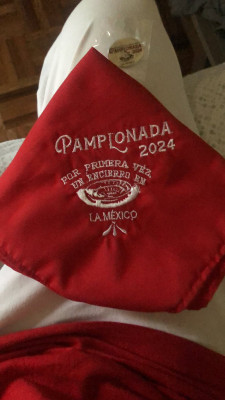 PAMPLONADA
2024
POR PRIMERA VEZ
UN ENCIERRO EN
LA MÉXICO